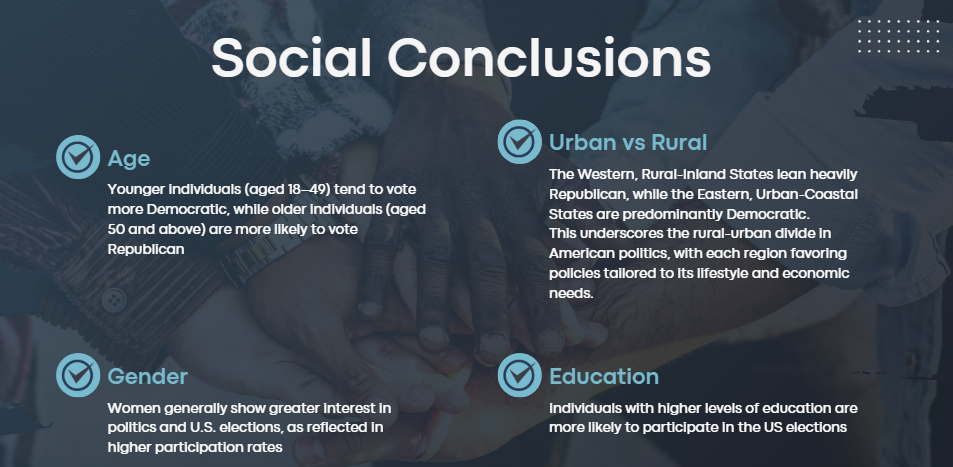 Social Conclusions
Age
Younger individuals (aged 18–49) tend to vote
more Democratic, while older individuals (aged
50 and above) are more likely to vote
Republican
Urban vs Rural
The Western, Rural-Inland States lean heavily
Republican, while the Eastern, Urban-Coastal
States are predominantly Democratic.
This underscores the rural-urban divide in
American politics, with each region favoring
policies tailored to its lifestyle and economic
needs.
Gender
Women generally show greater interest in
politics and U.S. elections, as reflected in
higher participation rates
Education
Individuals with higher levels of education are
more likely to participate in the US elections